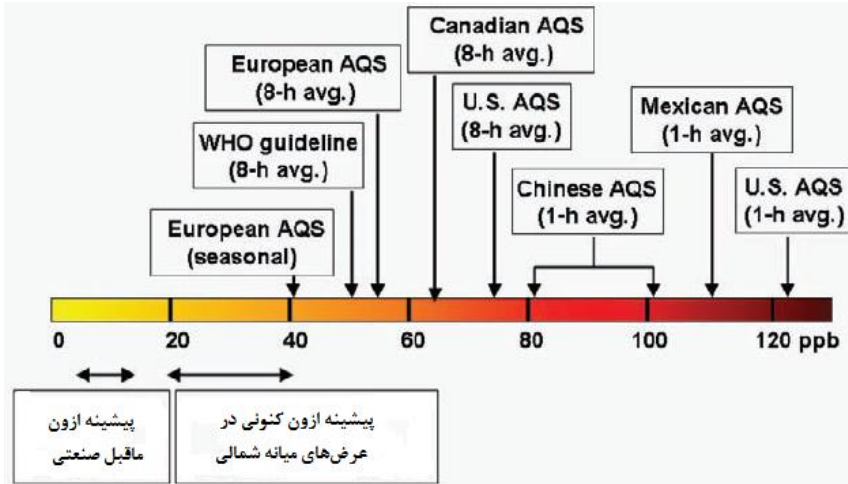 Canadian AQS
(8-h avg.)
European AQS
(8-h avg.)
U.S. AQS
(8-h avg.)
Mexican AQS
(1-h avg.)
WHO guideline
(8-h avg.)
Chinese AQS
(1-h avg.)
U.S. AQS
(1-h avg.)
European AQS
(seasonal)
0 20 40 60 80 100 120 ppb
پیشینه ازون
ماقبل صنعتی
پیشینه ازون کنونی در
عرض‌های میانه شمالی